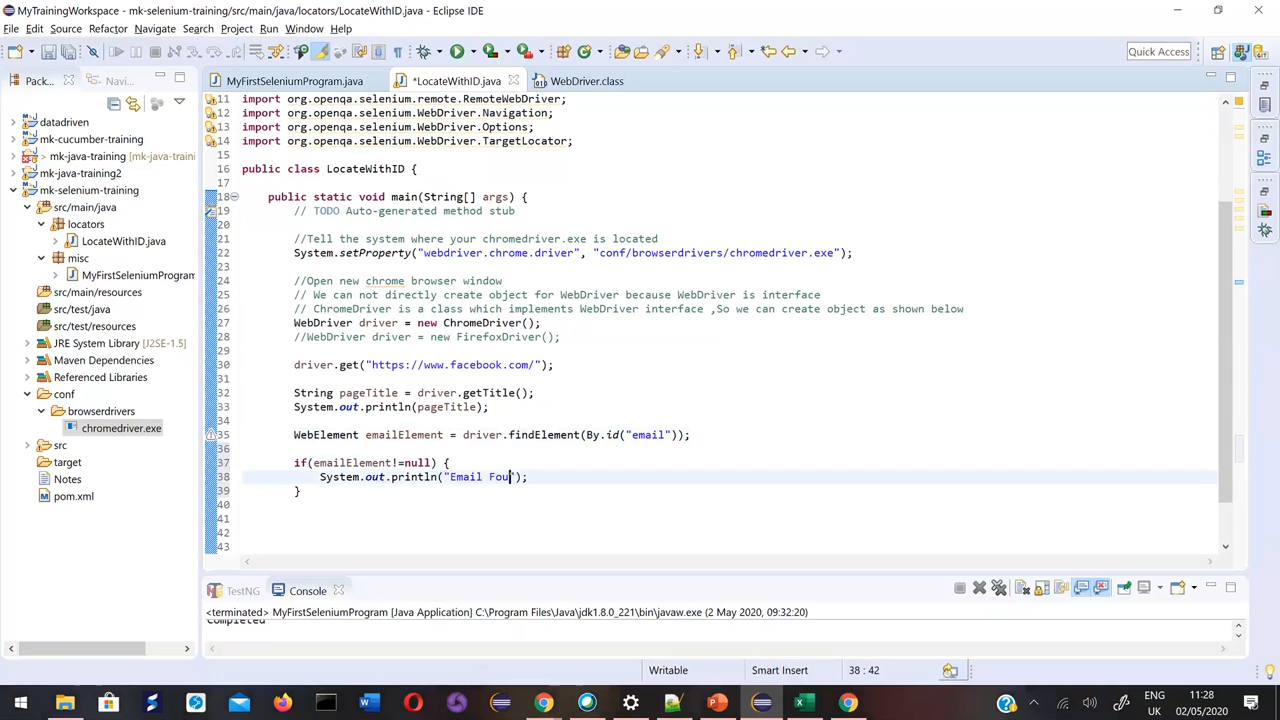 MyTrainingWorkspace - mk-selenium-training/src/main/java/locators/LocateWithID.java - Eclipse IDE
File Edit Source Refactor Navigate Search Project Run Window Help
Quick Access
Pack... Navi...
MyFirstSeleniumProgram.java *LocateWithID.java WebDriver.class
datadriven
mk-cucumber-training
> mk-java-training [mk-java-traini
mk-java-training2
mk-selenium-training
src/main/java
locators
LocateWithID.java
misc
MyFirstSeleniumProgram
src/main/resources
src/test/java
src/test/resources
JRE System Library [J2SE-1.5]
Maven Dependencies
Referenced Libraries
conf
browserdrivers
chromedriver.exe
src
target
Notes
pom.xml
11 import org.openqa.selenium.remote.RemoteWebDriver;
12 import org.openqa.selenium.WebDriver.Navigation;
13 import org.openqa.selenium.WebDriver.Options;
14 import org.openqa.selenium.WebDriver.TargetLocator;
15
16 public class LocateWithID {
17
18 public static void main(String[] args) {
19 // TODO Auto-generated method stub
20
21 //Tell the system where your chromedriver.exe is located
22 System.setProperty("webdriver.chrome.driver", "conf/browserdrivers/chromedriver.exe");
23
24 //Open new chrome browser window
25 // We can not directly create object for WebDriver because WebDriver is interface
26 // ChromeDriver is a class which implements WebDriver interface ,So we can create object as shown below
27 WebDriver driver = new ChromeDriver();
28 //WebDriver driver = new FirefoxDriver();
29
30 driver.get("https://www.facebook.com/");
31
32 String pageTitle = driver.getTitle();
33 System.out.println(pageTitle);
34
35 WebElement emailElement = driver.findElement(By.id("email"));
36
37 if(emailElement!=null) {
38 System.out.println("Email Fou");
39 }
40
41
42
43
TestNG Console
<terminated> MyFirstSeleniumProgram [Java Application] C:\Program Files\Java\jdk1.8.0_221\bin\javaw.exe (2 May 2020, 09:32:20)
Completed
Writable Smart Insert 38 : 42
ENG
UK
11:28
02/05/2020